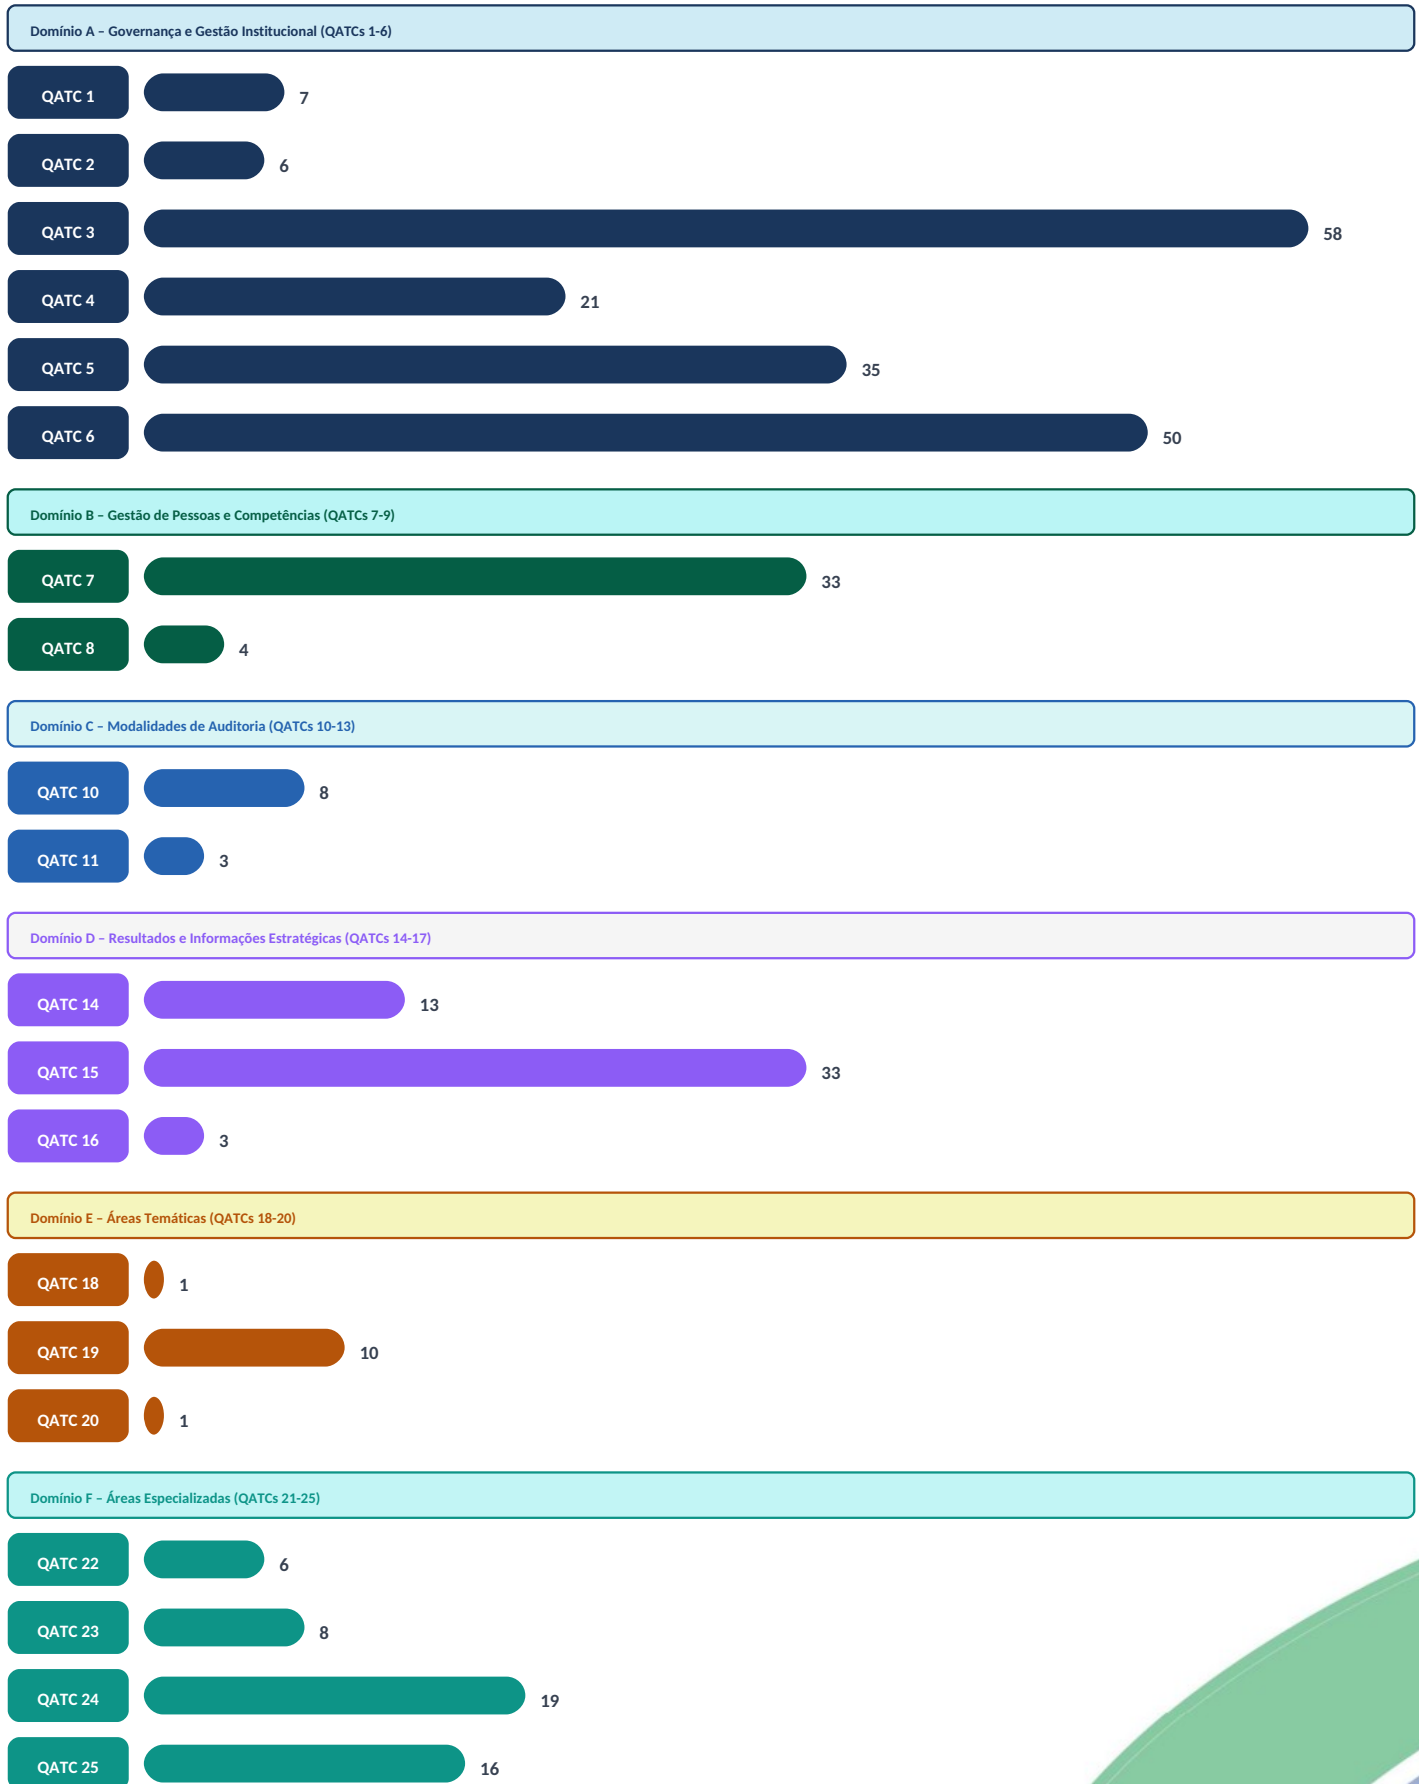 Domínio A – Governança e Gestão Institucional (QATCs 1-6)
QATC 1 7
QATC 2 6
QATC 3 58
QATC 4 21
QATC 5 35
QATC 6 50
Domínio B – Gestão de Pessoas e Competências (QATCs 7-9)
QATC 7 33
QATC 8 4
Domínio C – Modalidades de Auditoria (QATCs 10-13)
QATC 10 8
QATC 11 3
Domínio D – Resultados e Informações Estratégicas (QATCs 14-17)
QATC 14 13
QATC 15 33
QATC 16 3
Domínio E – Áreas Temáticas (QATCs 18-20)
QATC 18 1
QATC 19 10
QATC 20 1
Domínio F – Áreas Especializadas (QATCs 21-25)
QATC 22 6
QATC 23 8
QATC 24 19
QATC 25 16